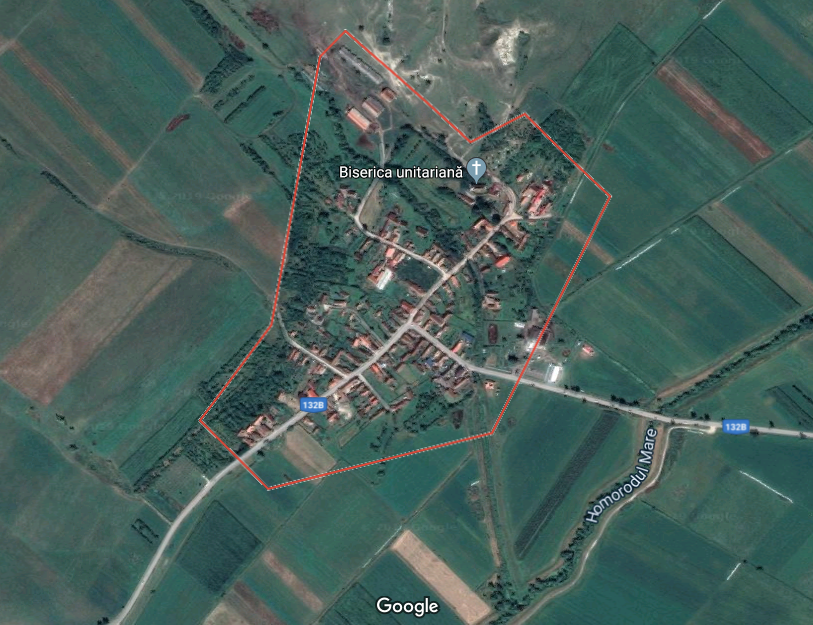 Biserica unitariană
132B
132B
Homorodul Mare
Google